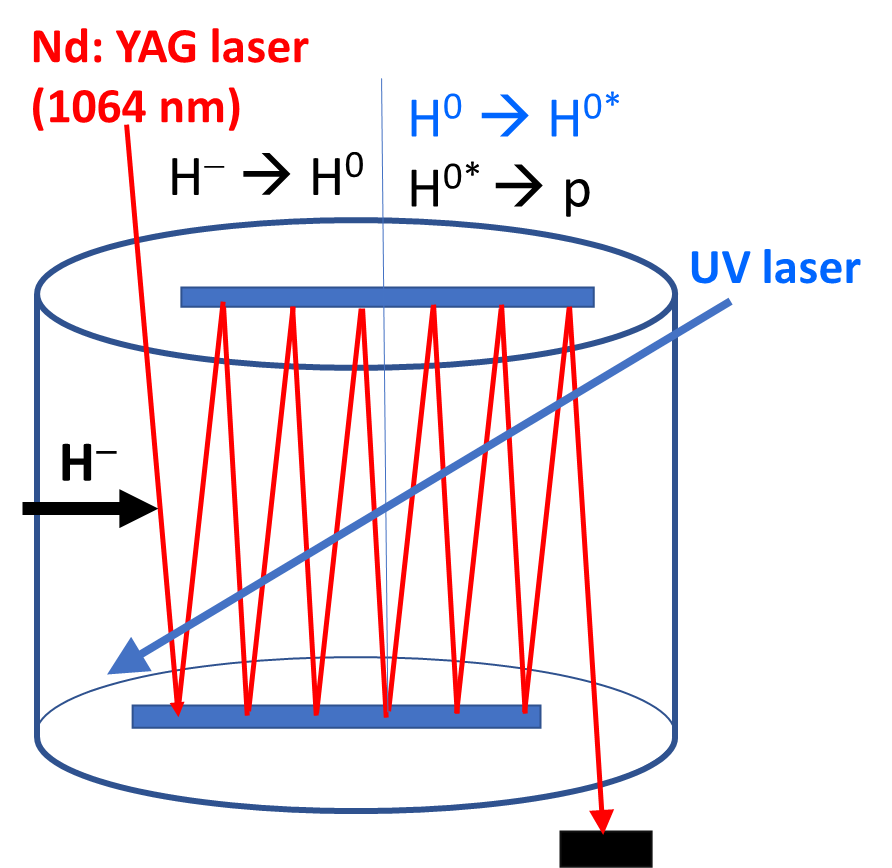 Nd: YAG laser
(1064 nm)
H⁰ → H⁰*
H⁻ → H⁰
H⁰* → p
UV laser
H⁻